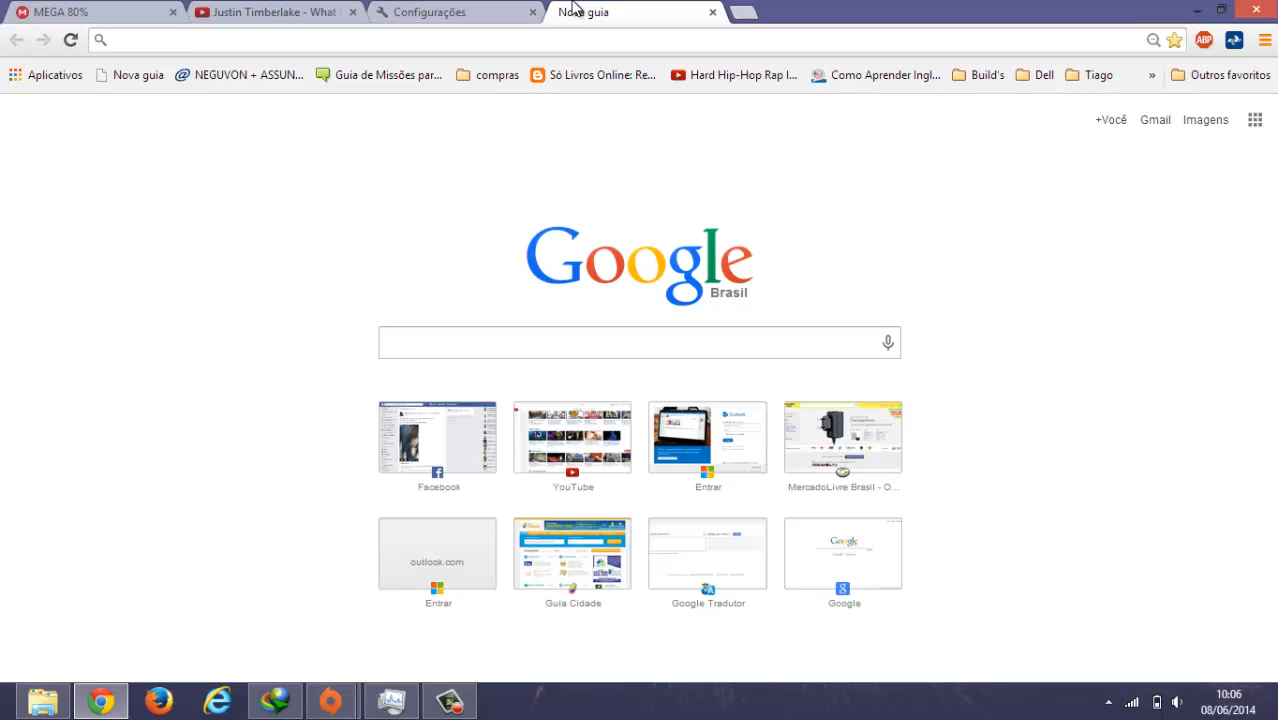 MEGA 80%
Justin Timberlake - What
Configurações
guia
Aplicativos
Nova guia
NEGUVON + ASSUN...
Guia de Missões par...
compras
Só Livros Online: Re...
Hard Hip-Hop Rap I...
Como Aprender Ingl...
Build's
Dell
Tiago
»
Outros favoritos
ABP
+Você
Gmail
Imagens
Google
Brasil
Facebook
YouTube
Entrar
MercadoLivre Brasil - O...
outlook.com
Google
Entrar
Guia Cidade
Google Tradutor
Google
10:06
08/06/2014